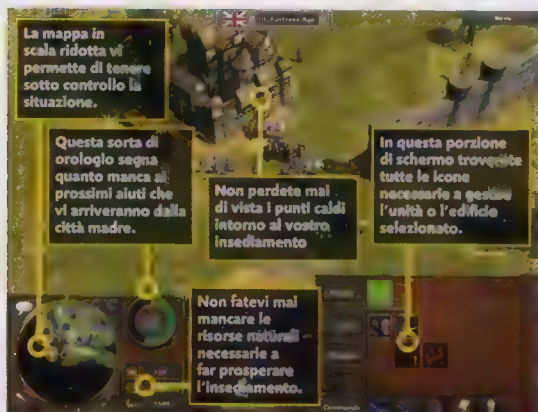 III:Fortress Age
Menu
La mappa in
scala ridotta vi
permette di tenere
sotto controllo la
situazione.
Questa sorta di
orologio segna
quanto manca ai
prossimi aiuti che
vi arriveranno dalla
città madre.
Non perdete mai
di vista i punti caldi
intorno al vostro
insediamento
In questa porzione
di schermo troverete
tutte le icone
necessarie a gestire
l'unità o l'edificio
selezionato.
Non fatevi mai
mancare le
risorse naturali
necessarie a
far prosperare
l'insediamento.